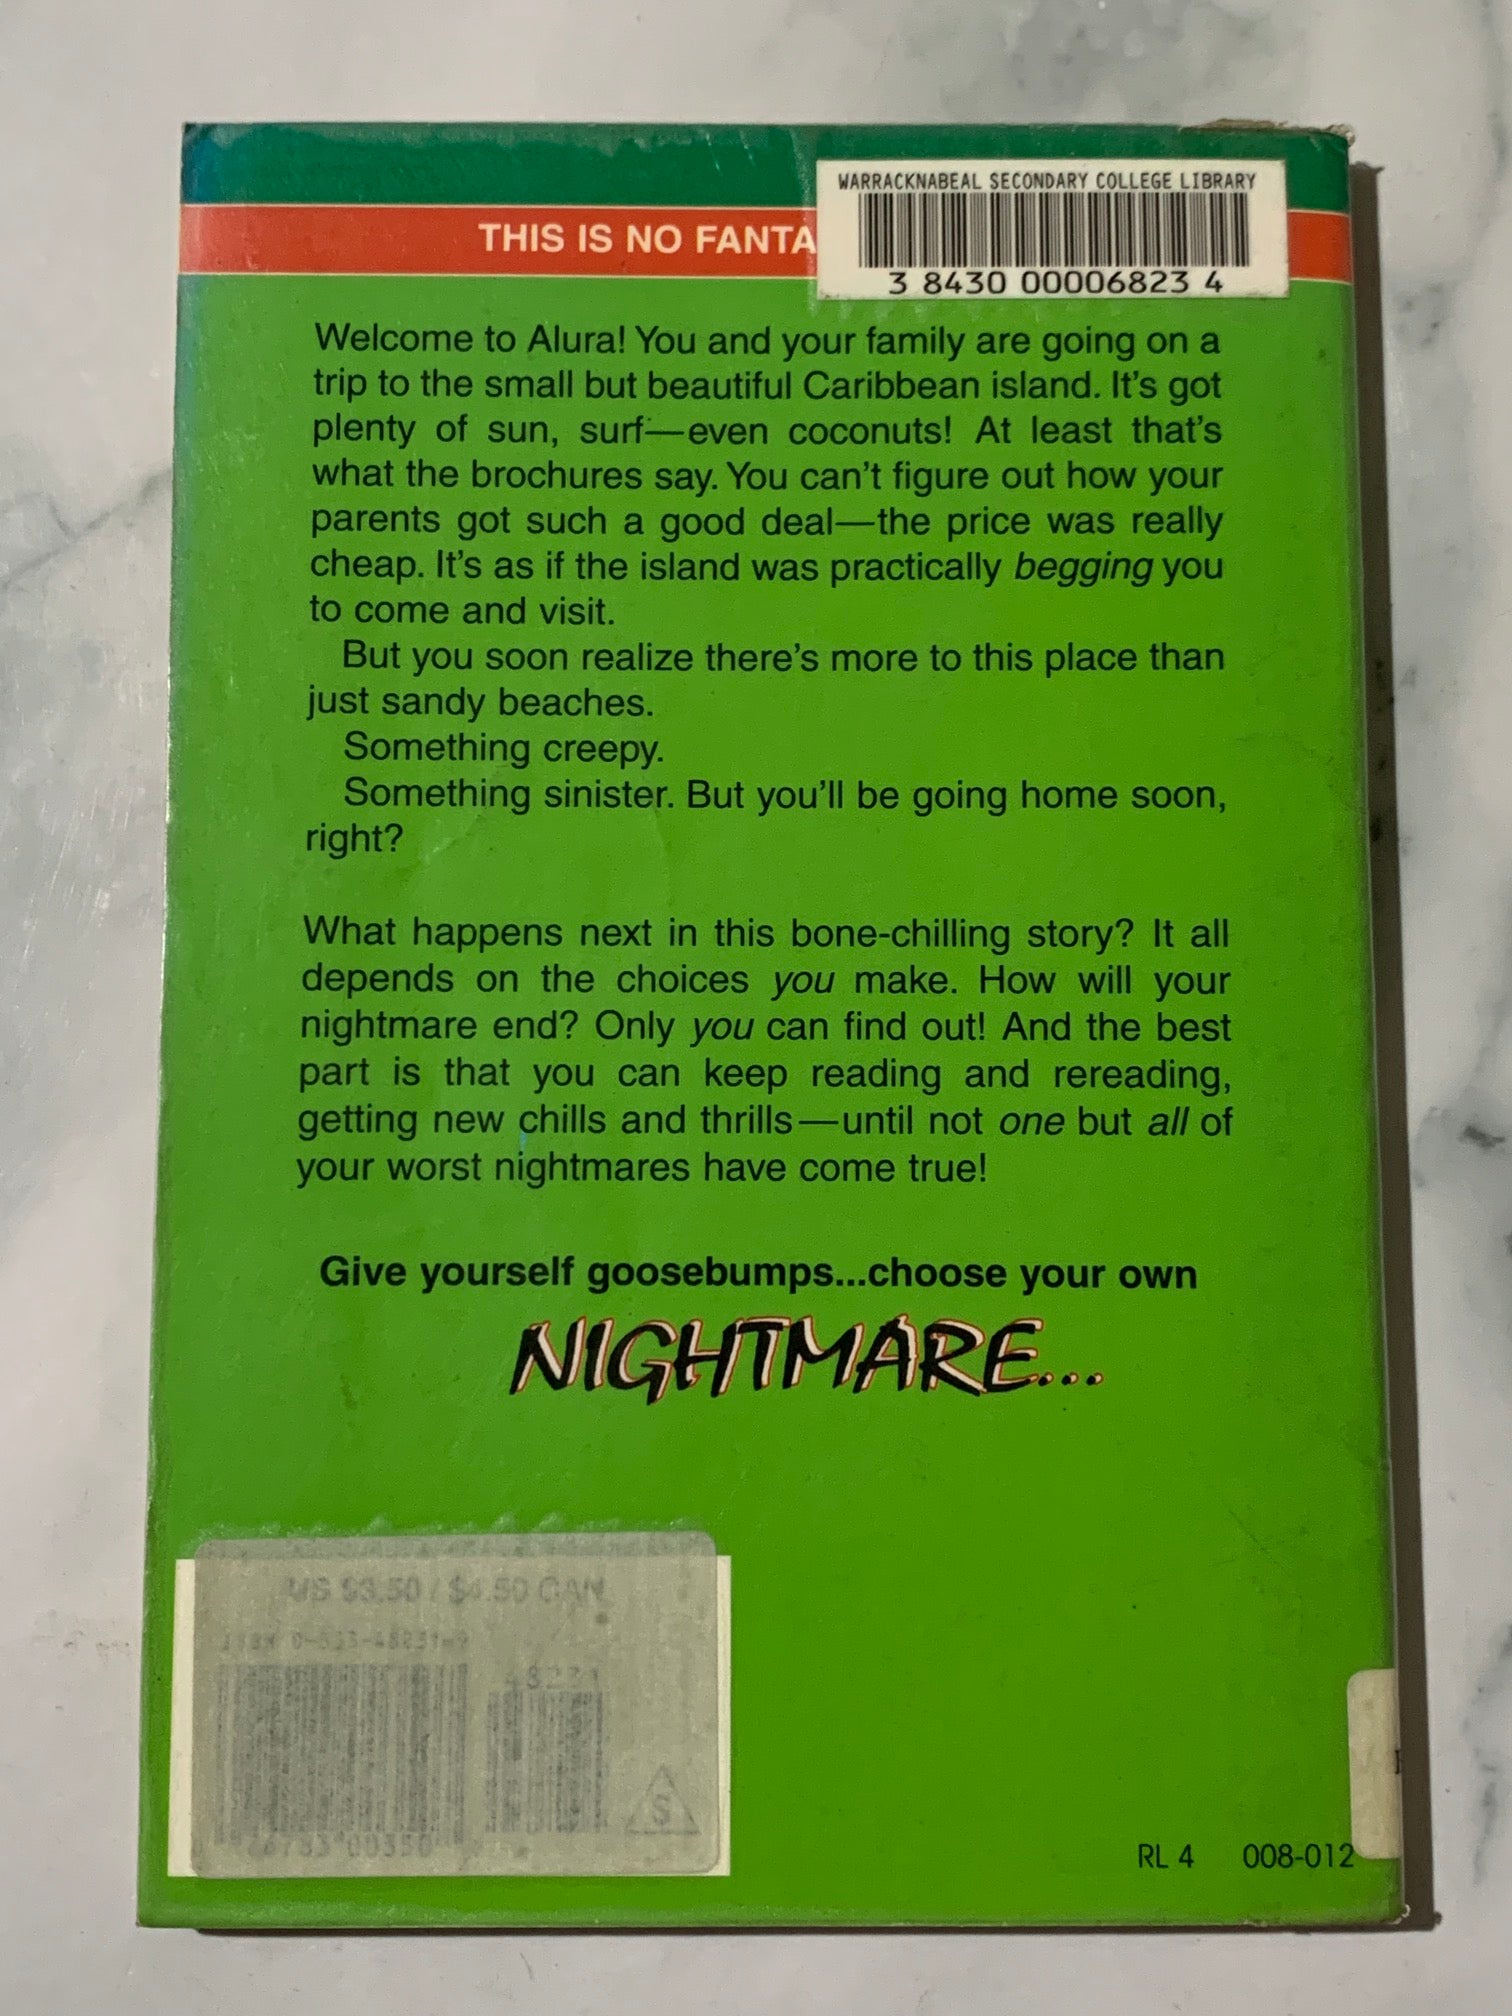 WARRACKNABEAL SECONDARY COLLEGE LIBRARY
3 8430 00006823 4
THIS IS NO FANTA
Welcome to Alura! You and your family are going on a
trip to the small but beautiful Caribbean island. It's got
plenty of sun, surf—even coconuts! At least that's
what the brochures say. You can't figure out how your
parents got such a good deal—the price was really
cheap. It's as if the island was practically begging you
to come and visit.
But you soon realize there's more to this place than
just sandy beaches.
Something creepy.
Something sinister. But you'll be going home soon,
right?
What happens next in this bone-chilling story? It all
depends on the choices you make. How will your
nightmare end? Only you can find out! And the best
part is that you can keep reading and rereading,
getting new chills and thrills—until not one but all of
your worst nightmares have come true!
Give yourself goosebumps...choose your own
NIGHTMARE...
US $3.50 / $4.50 CAN
ISBN
S
RL 4 008-012